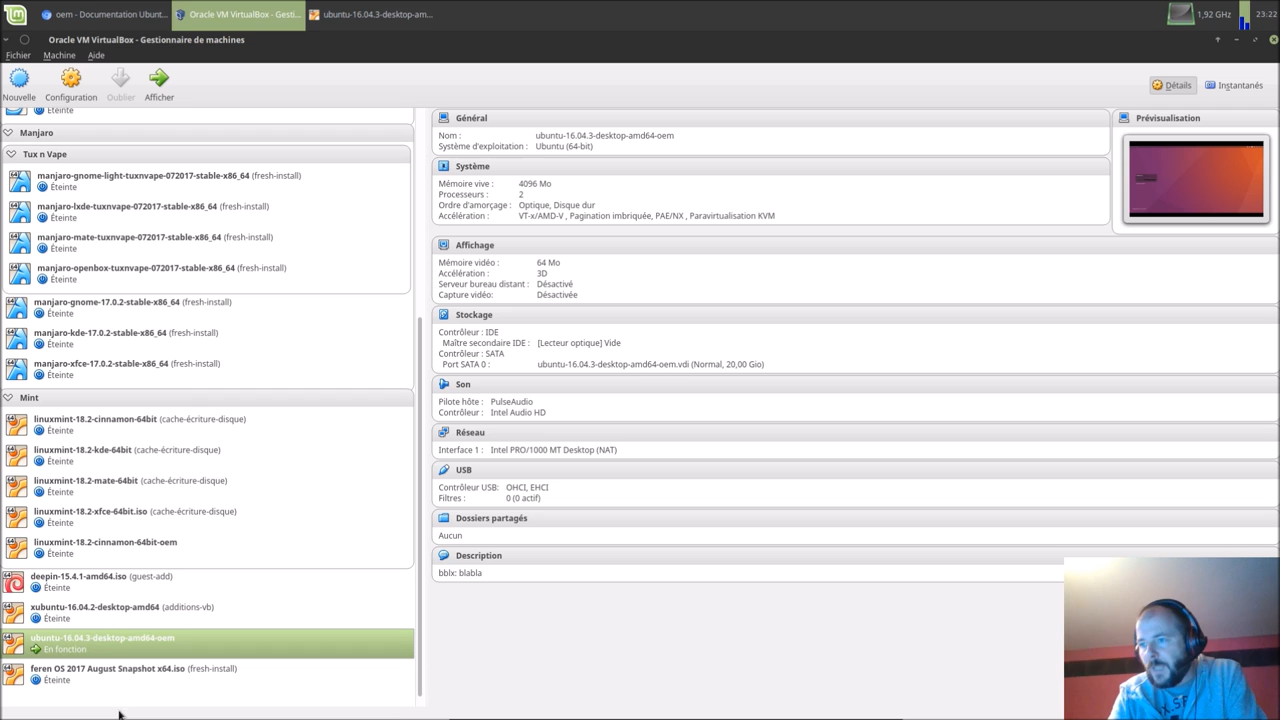 oem - Documentation Ubunt...
Oracle VM VirtualBox - Gesti...
ubuntu-16.04.3-desktop-am...
1,92 GHz
23:22
Oracle VM VirtualBox - Gestionnaire de machines
Fichier Machine Aide
Nouvelle Configuration Oublier Afficher
Détails Instantanés
Éteinte
Manjaro
Tux n Vape
manjaro-gnome-light-tuxnvape-072017-stable-x86_64 (fresh-install)
Éteinte
manjaro-lxde-tuxnvape-072017-stable-x86_64 (fresh-install)
Éteinte
manjaro-mate-tuxnvape-072017-stable-x86_64 (fresh-install)
Éteinte
manjaro-openbox-tuxnvape-072017-stable-x86_64 (fresh-install)
Éteinte
manjaro-gnome-17.0.2-stable-x86_64 (fresh-install)
Éteinte
manjaro-kde-17.0.2-stable-x86_64 (fresh-install)
Éteinte
manjaro-xfce-17.0.2-stable-x86_64 (fresh-install)
Éteinte
Mint
linuxmint-18.2-cinnamon-64bit (cache-écriture-disque)
Éteinte
linuxmint-18.2-kde-64bit (cache-écriture-disque)
Éteinte
linuxmint-18.2-mate-64bit (cache-écriture-disque)
Éteinte
linuxmint-18.2-xfce-64bit.iso (cache-écriture-disque)
Éteinte
linuxmint-18.2-cinnamon-64bit-oem
Éteinte
deepin-15.4.1-amd64.iso (guest-add)
Éteinte
xubuntu-16.04.2-desktop-amd64 (additions-vb)
Éteinte
ubuntu-16.04.3-desktop-amd64-oem
En fonction
feren OS 2017 August Snapshot x64.iso (fresh-install)
Éteinte
Général
Nom : ubuntu-16.04.3-desktop-amd64-oem
Système d'exploitation : Ubuntu (64-bit)
Système
Mémoire vive : 4096 Mo
Processeurs : 2
Ordre d'amorçage : Optique, Disque dur
Accélération : VT-x/AMD-V , Pagination imbriquée, PAE/NX , Paravirtualisation KVM
Affichage
Mémoire vidéo : 64 Mo
Accélération : 3D
Serveur bureau distant : Désactivé
Capture vidéo: Désactivée
Stockage
Contrôleur : IDE
Maître secondaire IDE : [Lecteur optique] Vide
Contrôleur : SATA
Port SATA 0 : ubuntu-16.04.3-desktop-amd64-oem.vdi (Normal, 20,00 Gio)
Son
Pilote hôte : PulseAudio
Contrôleur : Intel Audio HD
Réseau
Interface 1 : Intel PRO/1000 MT Desktop (NAT)
USB
Contrôleur USB: OHCI, EHCI
Filtres : 0 (0 actif)
Dossiers partagés
Aucun
Description
bblx: blabla
Prévisualisation